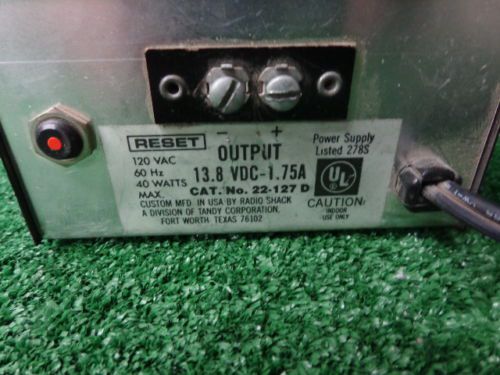 RESET
- +
OUTPUT
Power Supply
Listed 278S
120 VAC
60 Hz
40 WATTS
MAX.
13.8 VDC-1.75A
CAT. No. 22-127 D
UL
CUSTOM MFD. IN USA BY RADIO SHACK
A DIVISION OF TANDY CORPORATION,
FORT WORTH TEXAS 76102
CAUTION:
INDOOR
USE ONLY